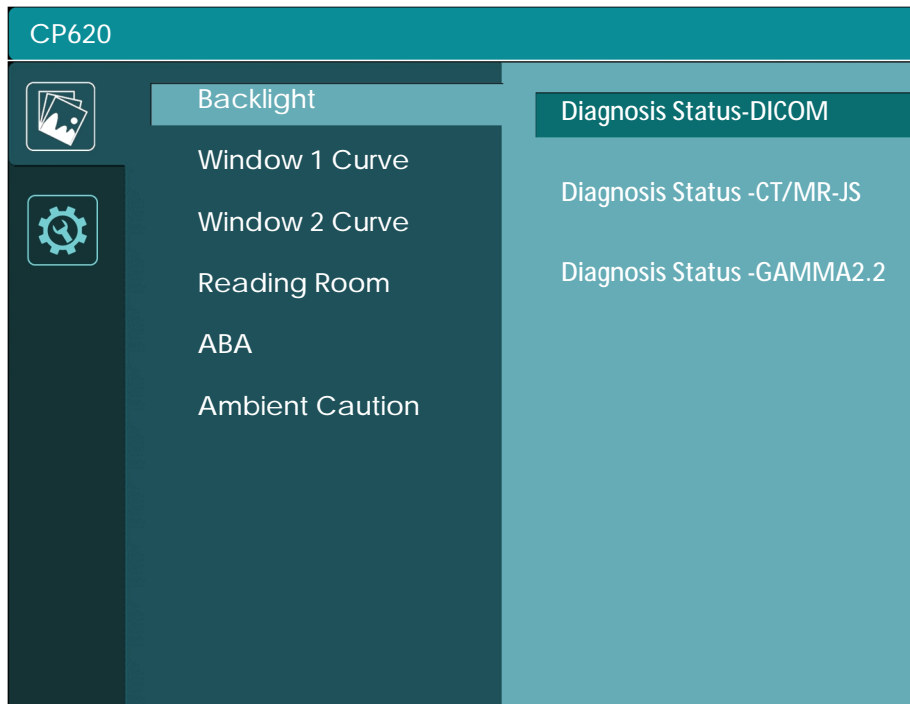 CP620
Backlight
Window 1 Curve
Window 2 Curve
Reading Room
ABA
Ambient Caution
Diagnosis Status-DICOM
Diagnosis Status -CT/MR-JS
Diagnosis Status -GAMMA2.2